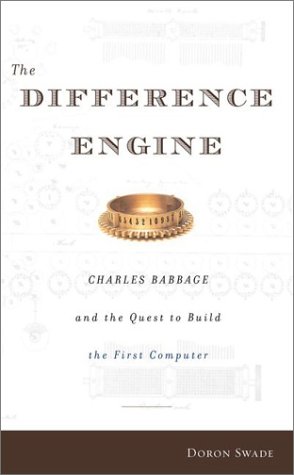 The
DIFFERENCE
ENGINE
CHARLES BABBAGE
and the Quest to Build
the First Computer
DORON SWADE